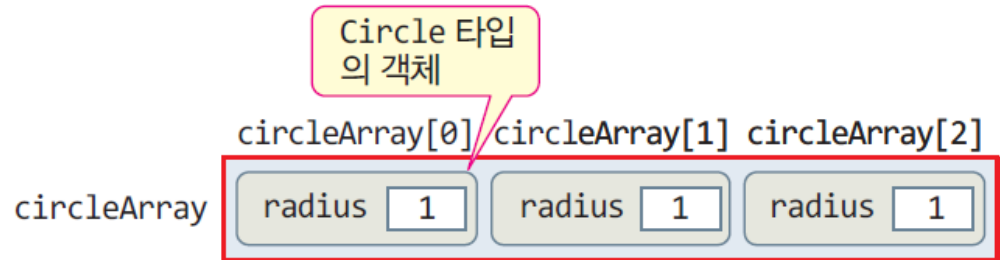 Circle 타입
의 객체
circleArray[0] circleArray[1] circleArray[2]
circleArray radius 1 radius 1 radius 1